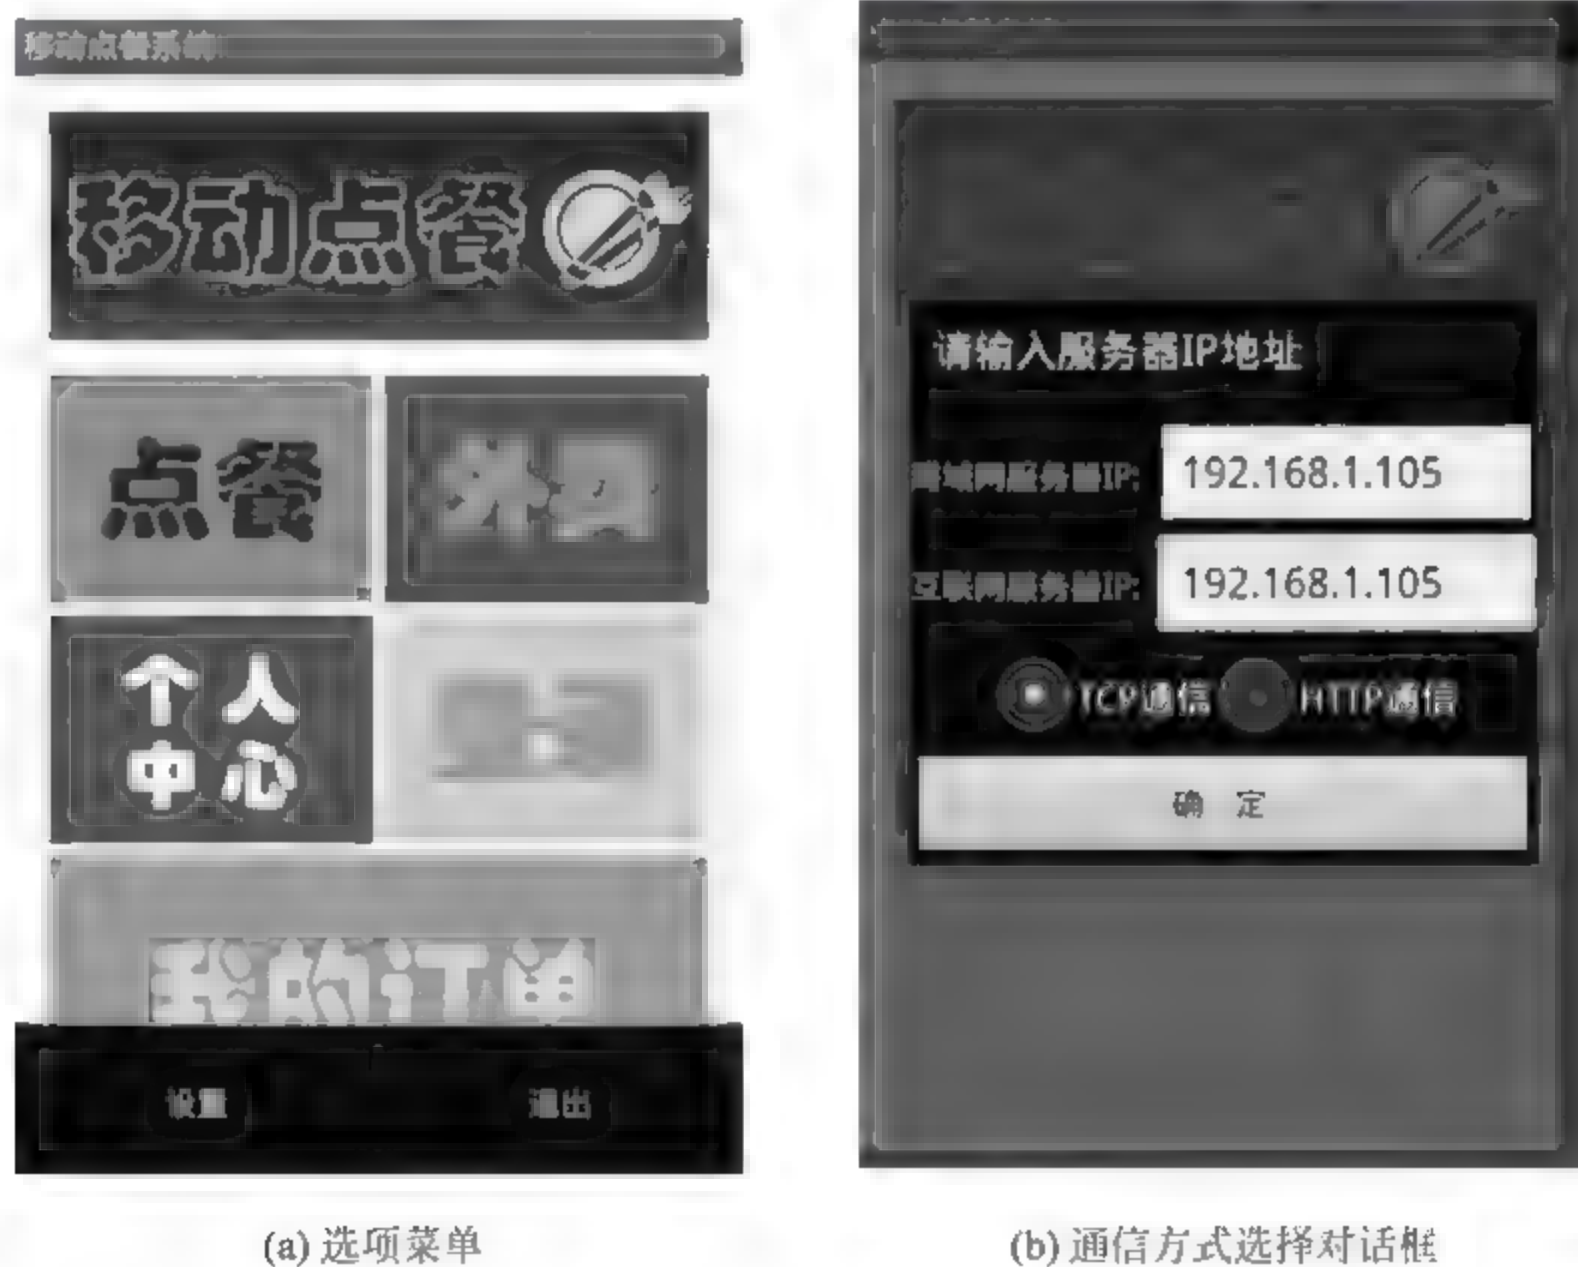 移动点餐系统
移动点餐
点餐
个人
中心
我的订单
设置
退出
(a) 选项菜单
请输入服务器IP地址
局域网服务器IP:
192.168.1.105
互联网服务器IP:
192.168.1.105
TCP通信
HTTP通信
确 定
(b) 通信方式选择对话框